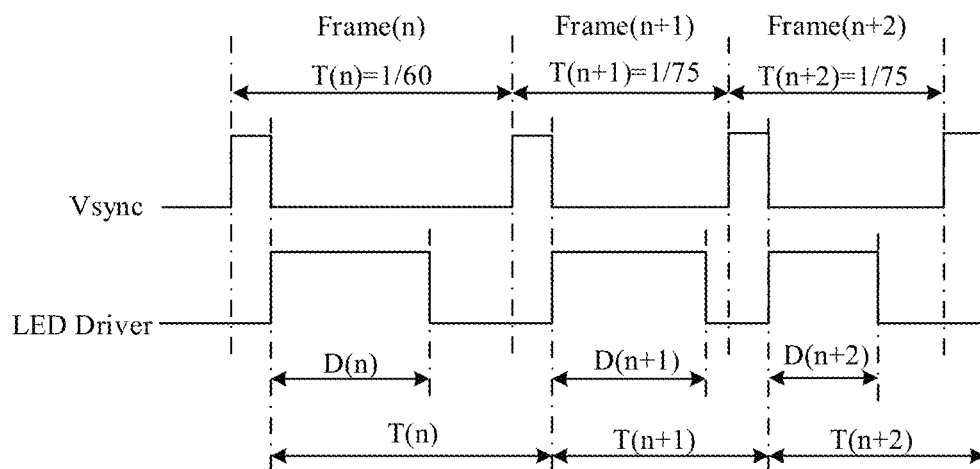 Frame(n) Frame(n+1) Frame(n+2)
T(n)=1/60 T(n+1)=1/75 T(n+2)=1/75
Vsync
LED Driver
D(n) D(n+1) D(n+2)
T(n) T(n+1) T(n+2)